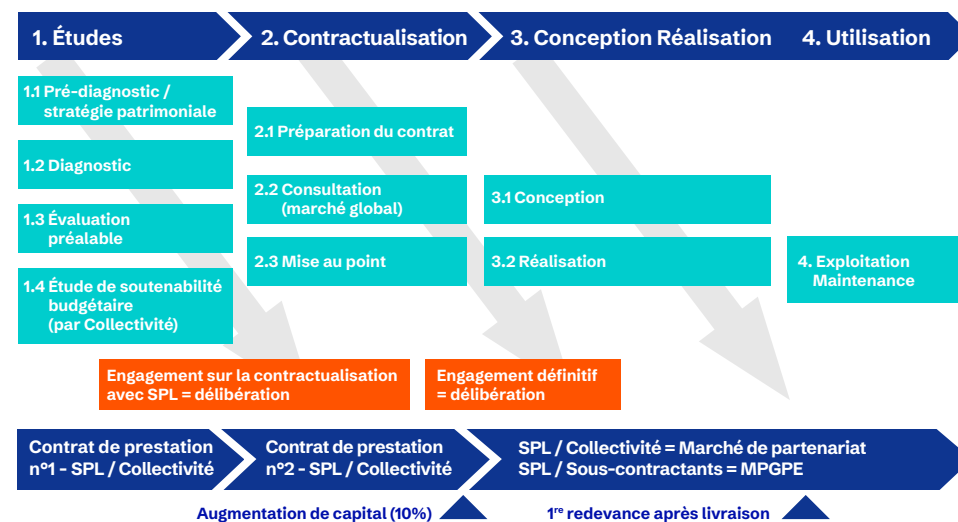 1. Études
2. Contractualisation
3. Conception Réalisation
4. Utilisation
1.1 Pré-diagnostic /
stratégie patrimoniale
1.2 Diagnostic
1.3 Évaluation
préalable
1.4 Étude de soutenabilité
budgétaire
(par Collectivité)
2.1 Préparation du contrat
2.2 Consultation
(marché global)
2.3 Mise au point
3.1 Conception
3.2 Réalisation
4. Exploitation
Maintenance
Engagement sur la contractualisation
avec SPL = délibération
Engagement définitif
= délibération
Contrat de prestation
n°1 - SPL / Collectivité
Contrat de prestation
n°2 - SPL / Collectivité
SPL / Collectivité = Marché de partenariat
SPL / Sous-contractants = MPGPE
Augmentation de capital (10%)
1re redevance après livraison